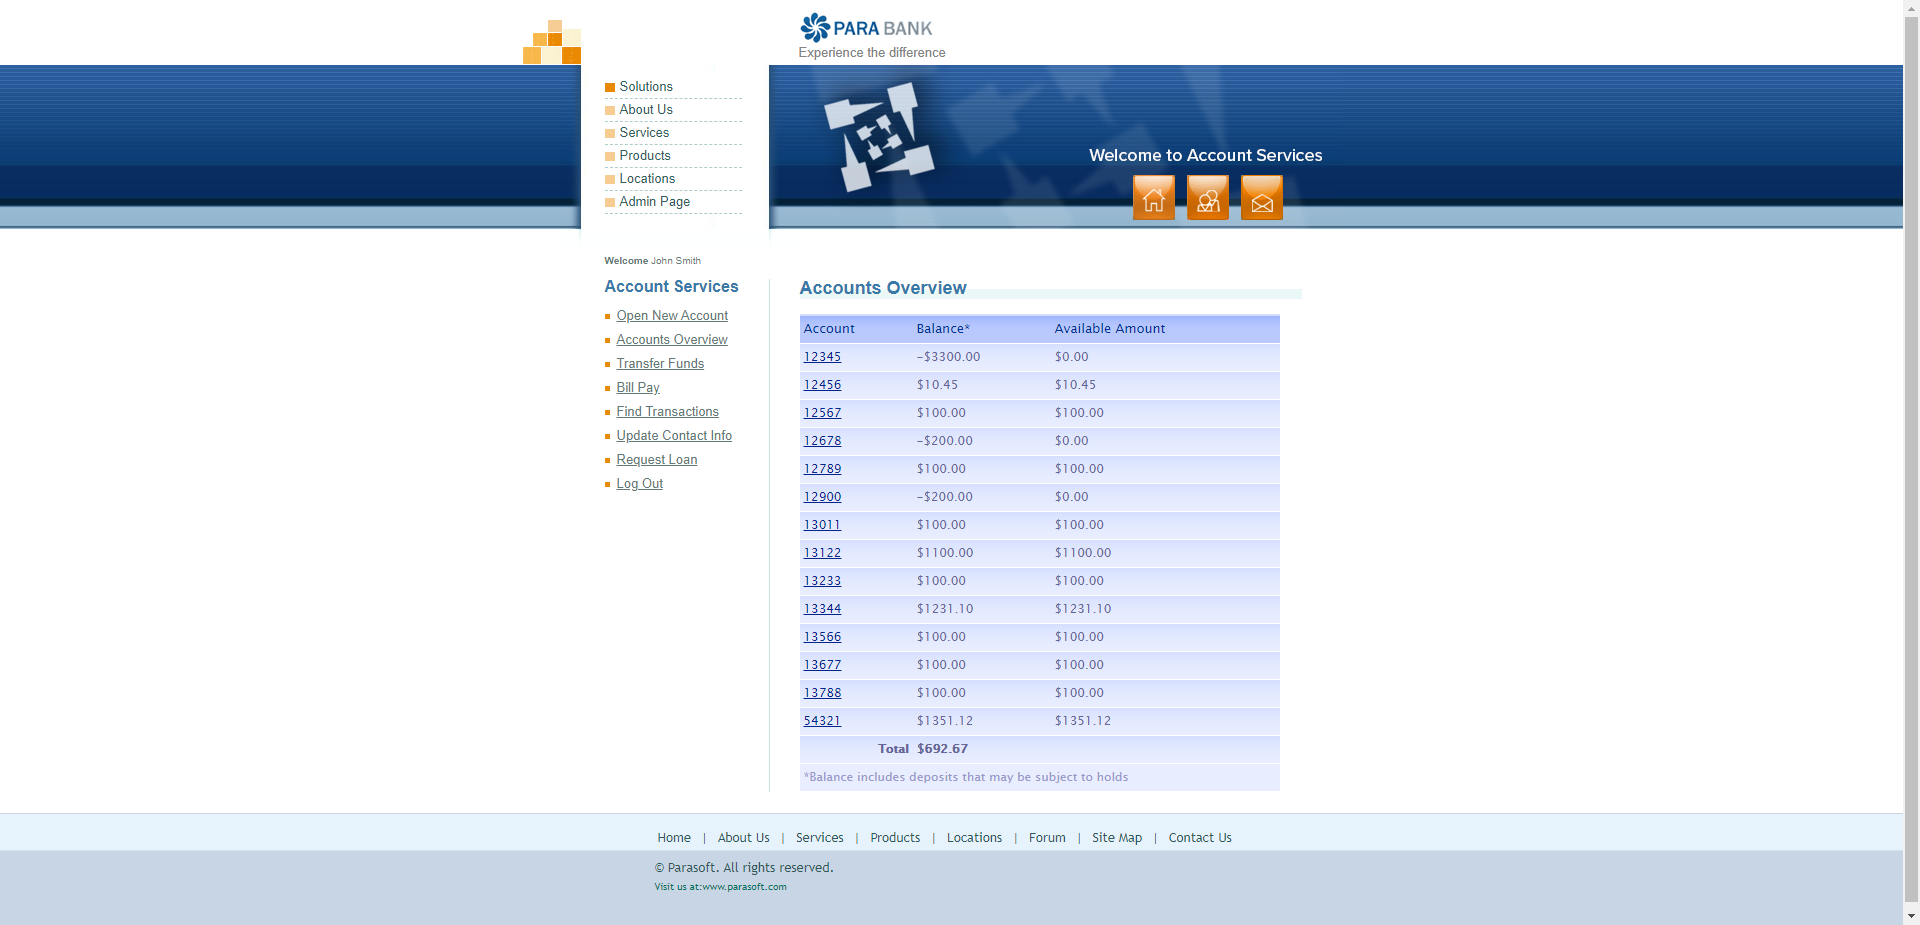 PARA BANK
Experience the difference
Solutions
About Us
Services
Products
Locations
Admin Page
Welcome to Account Services
Welcome John Smith
Account Services
Open New Account
Accounts Overview
Transfer Funds
Bill Pay
Find Transactions
Update Contact Info
Request Loan
Log Out
Accounts Overview
Account Balance* Available Amount
12345 -$3300.00 $0.00
12456 $10.45 $10.45
12567 $100.00 $100.00
12678 -$200.00 $0.00
12789 $100.00 $100.00
12900 -$200.00 $0.00
13011 $100.00 $100.00
13122 $1100.00 $1100.00
13233 $100.00 $100.00
13344 $1231.10 $1231.10
13566 $100.00 $100.00
13677 $100.00 $100.00
13788 $100.00 $100.00
54321 $1351.12 $1351.12
Total $692.67
*Balance includes deposits that may be subject to holds
Home | About Us | Services | Products | Locations | Forum | Site Map | Contact Us
© Parasoft. All rights reserved.
Visit us at:www.parasoft.com